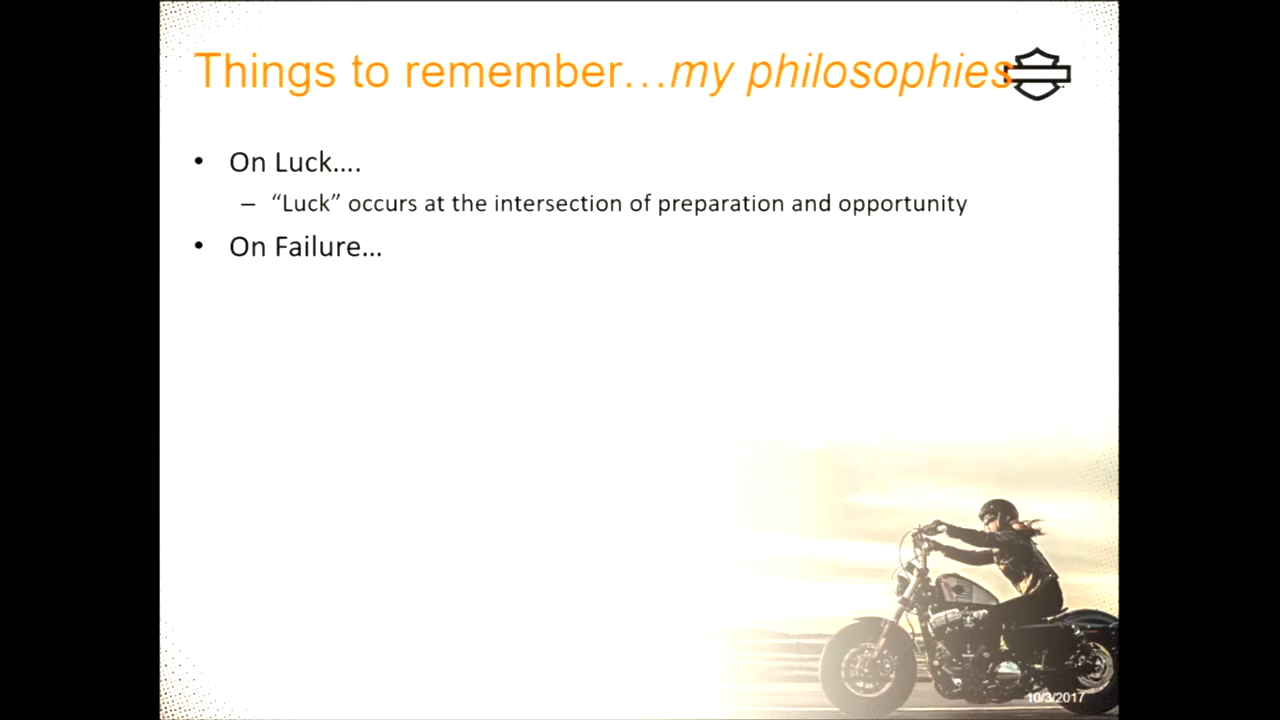 Things to remember…my philosophies
• On Luck….
– “Luck” occurs at the intersection of preparation and opportunity
• On Failure…
10/3/2017